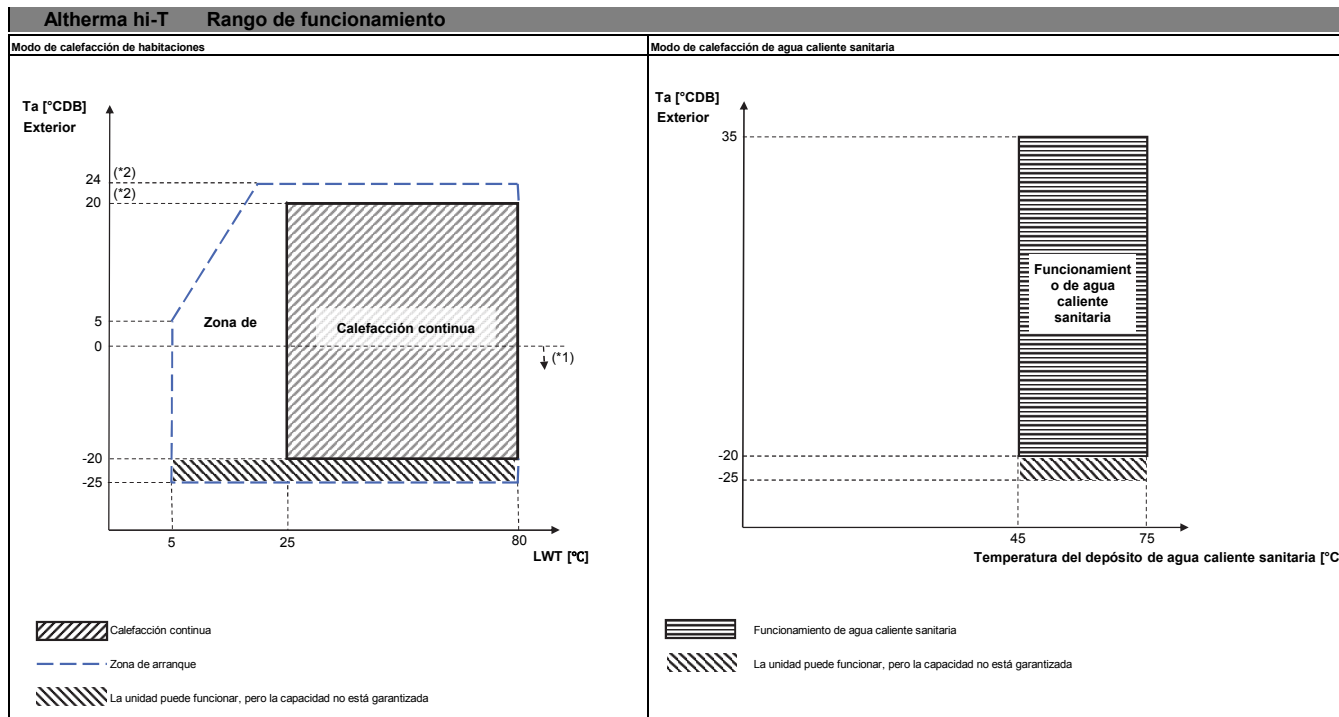 Altherma hi-T Rango de funcionamiento
Modo de calefacción de habitaciones
Ta [°CDB]
Exterior
24 (*2)
(*2)
20
5
0
-20
-25
Zona de
Calefacción continua
(*1)
5 25 80
LWT [℃]
Calefacción continua
Zona de arranque
La unidad puede funcionar, pero la capacidad no está garantizada
Modo de calefacción de agua caliente sanitaria
Ta [°CDB]
Exterior
35
-20
-25
Funcionamient
o de agua
caliente
sanitaria
45 75
Temperatura del depósito de agua caliente sanitaria [°C
Funcionamiento de agua caliente sanitaria
La unidad puede funcionar, pero la capacidad no está garantizada